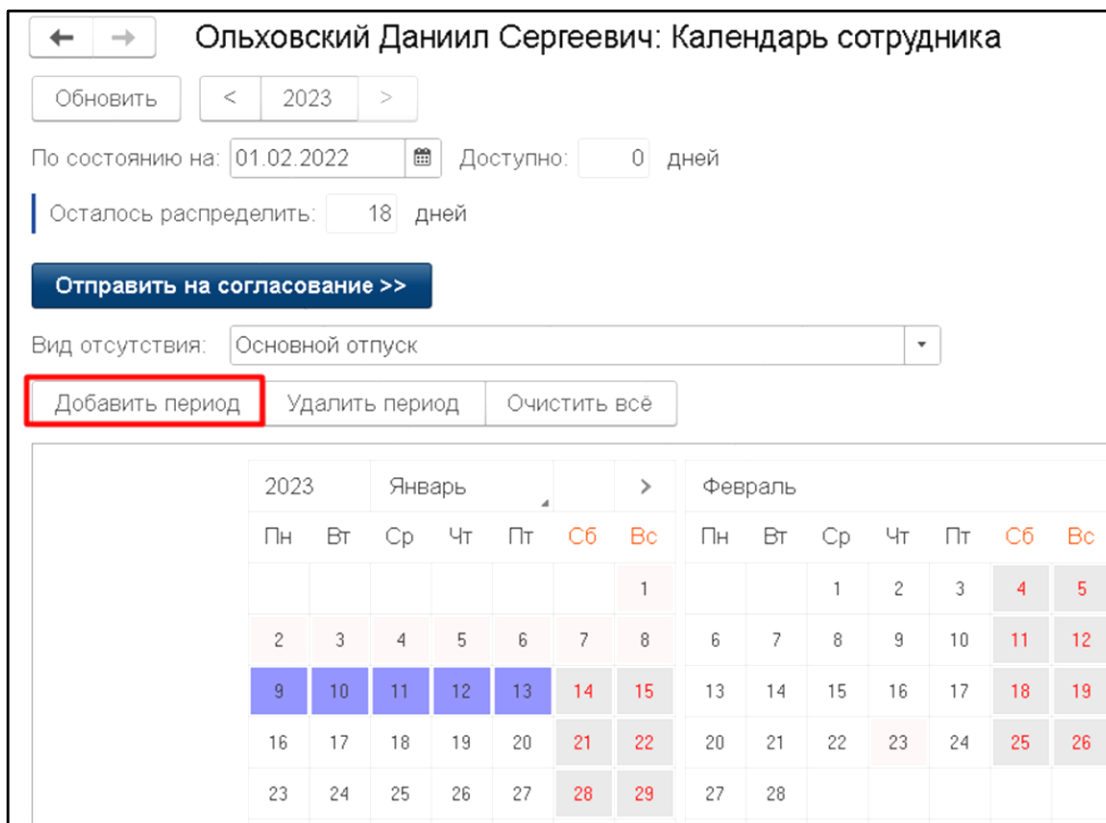 ← → Ольховский Даниил Сергеевич: Календарь сотрудника
Обновить < 2023 >
По состоянию на: 01.02.2022 Доступно: 0 дней
Осталось распределить: 18 дней
Отправить на согласование >>
Вид отсутствия: Основной отпуск
Добавить период Удалить период Очистить всё
2023 Январь > Февраль
Пн Вт Ср Чт Пт Сб Вс Пн Вт Ср Чт Пт Сб Вс
1 1 2 3 4 5
2 3 4 5 6 7 8 6 7 8 9 10 11 12
9 10 11 12 13 14 15 13 14 15 16 17 18 19
16 17 18 19 20 21 22 20 21 22 23 24 25 26
23 24 25 26 27 28 29 27 28